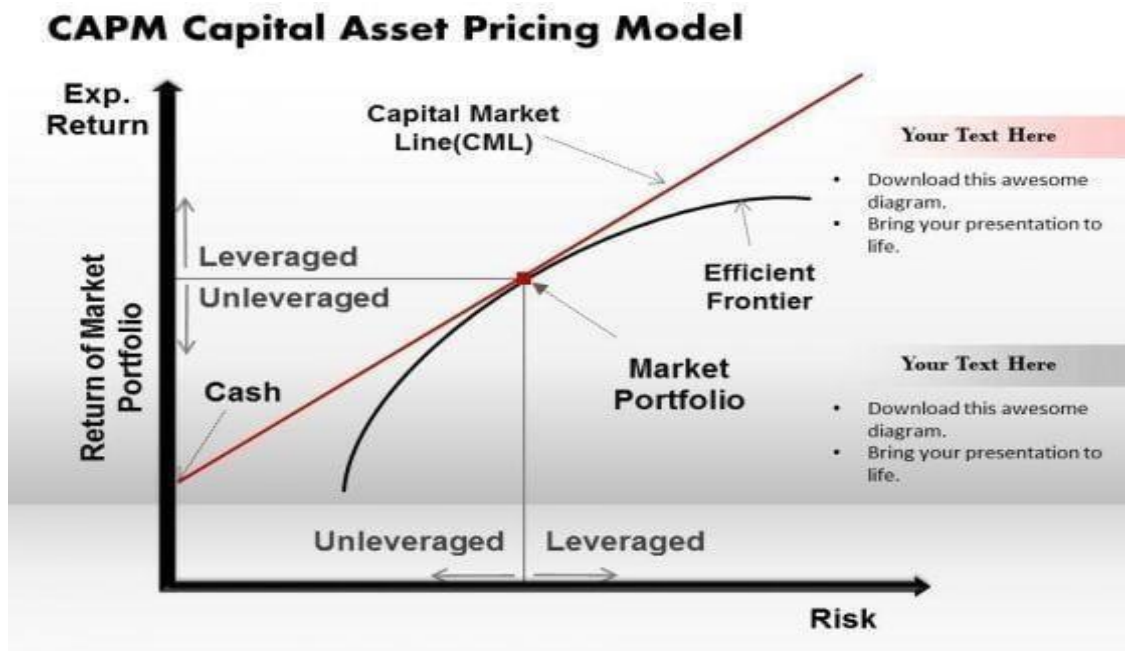 CAPM Capital Asset Pricing Model
Exp.
Return
Capital Market
Line(CML)
Your Text Here
• Download this awesome
diagram.
• Bring your presentation to
life.
Leveraged
Unleveraged
Efficient
Frontier
Return of Market
Portfolio
Cash
Market
Portfolio
Your Text Here
• Download this awesome
diagram.
• Bring your presentation to
life.
Unleveraged
Leveraged
Risk